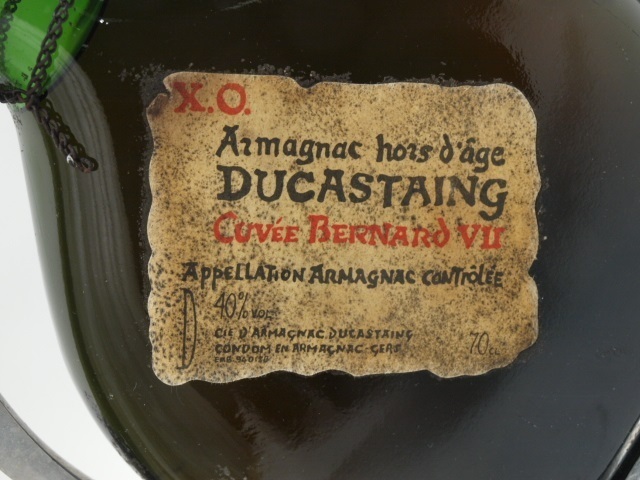 X.O.
Armagnac hors d'âge
DUCASTAING
CUVÉE BERNARD VII
APPELLATION ARMAGNAC CONTRÔLÉE
40% VOL.
CIE D'ARMAGNAC DUCASTAING
CONDOM EN ARMAGNAC-GERS
70 CL